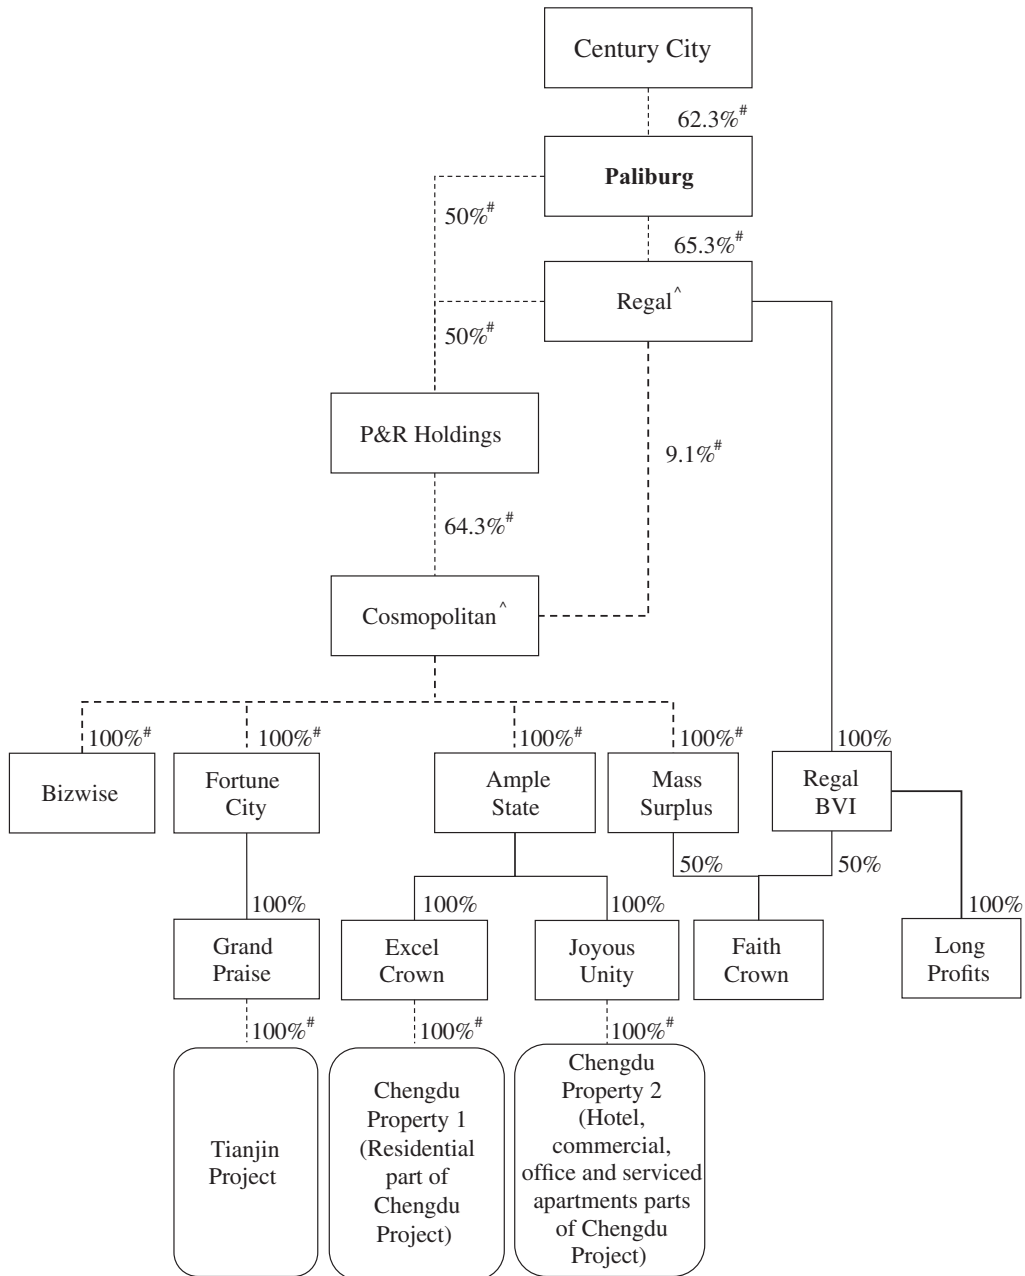 Century City
62.3%#
Paliburg
50%#
65.3%#
Regal^
50%#
P&R Holdings
9.1%#
64.3%#
Cosmopolitan^
100%#
100%#
100%#
100%#
100%
Bizwise
Fortune
City
Ample
State
Mass
Surplus
Regal
BVI
50%
50%
100%
100%
100%
100%
Grand
Praise
Excel
Crown
Joyous
Unity
Faith
Crown
Long
Profits
100%#
100%#
100%#
Tianjin
Project
Chengdu
Property 1
(Residential
part of
Chengdu
Project)
Chengdu
Property 2
(Hotel,
commercial,
office and serviced
apartments parts
of Chengdu
Project)